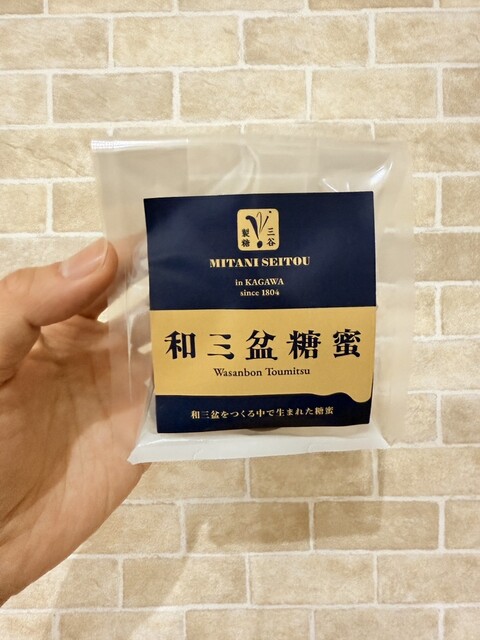 三谷
製糖
MITANI SEITOU
in KAGAWA
since 1804
和三盆糖蜜
Wasanbon Toumitsu
和三盆をつくる中で生まれた糖蜜